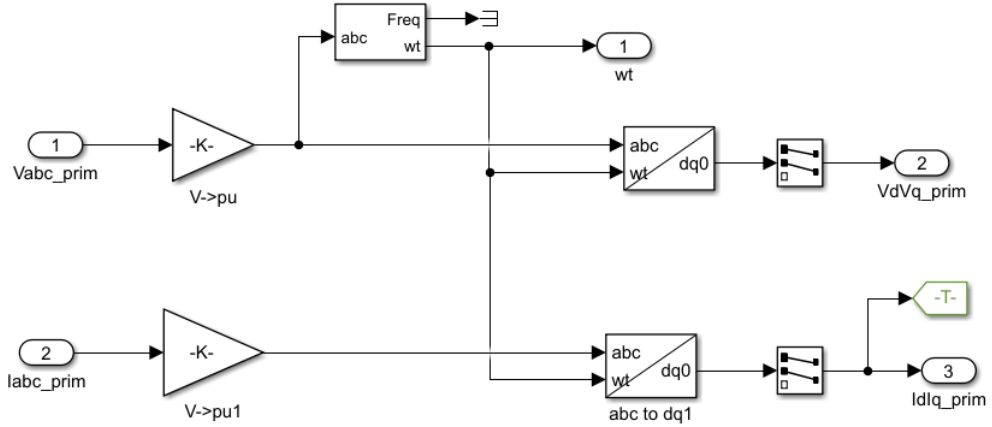 Freq
abc
wt
1
wt
1
-K-
abc
wt
dq0
Vabc_prim
V->pu
2
VdVq_prim
-T-
2
-K-
abc
wt
dq0
3
Iabc_prim
V->pu1
abc to dq1
IdIq_prim